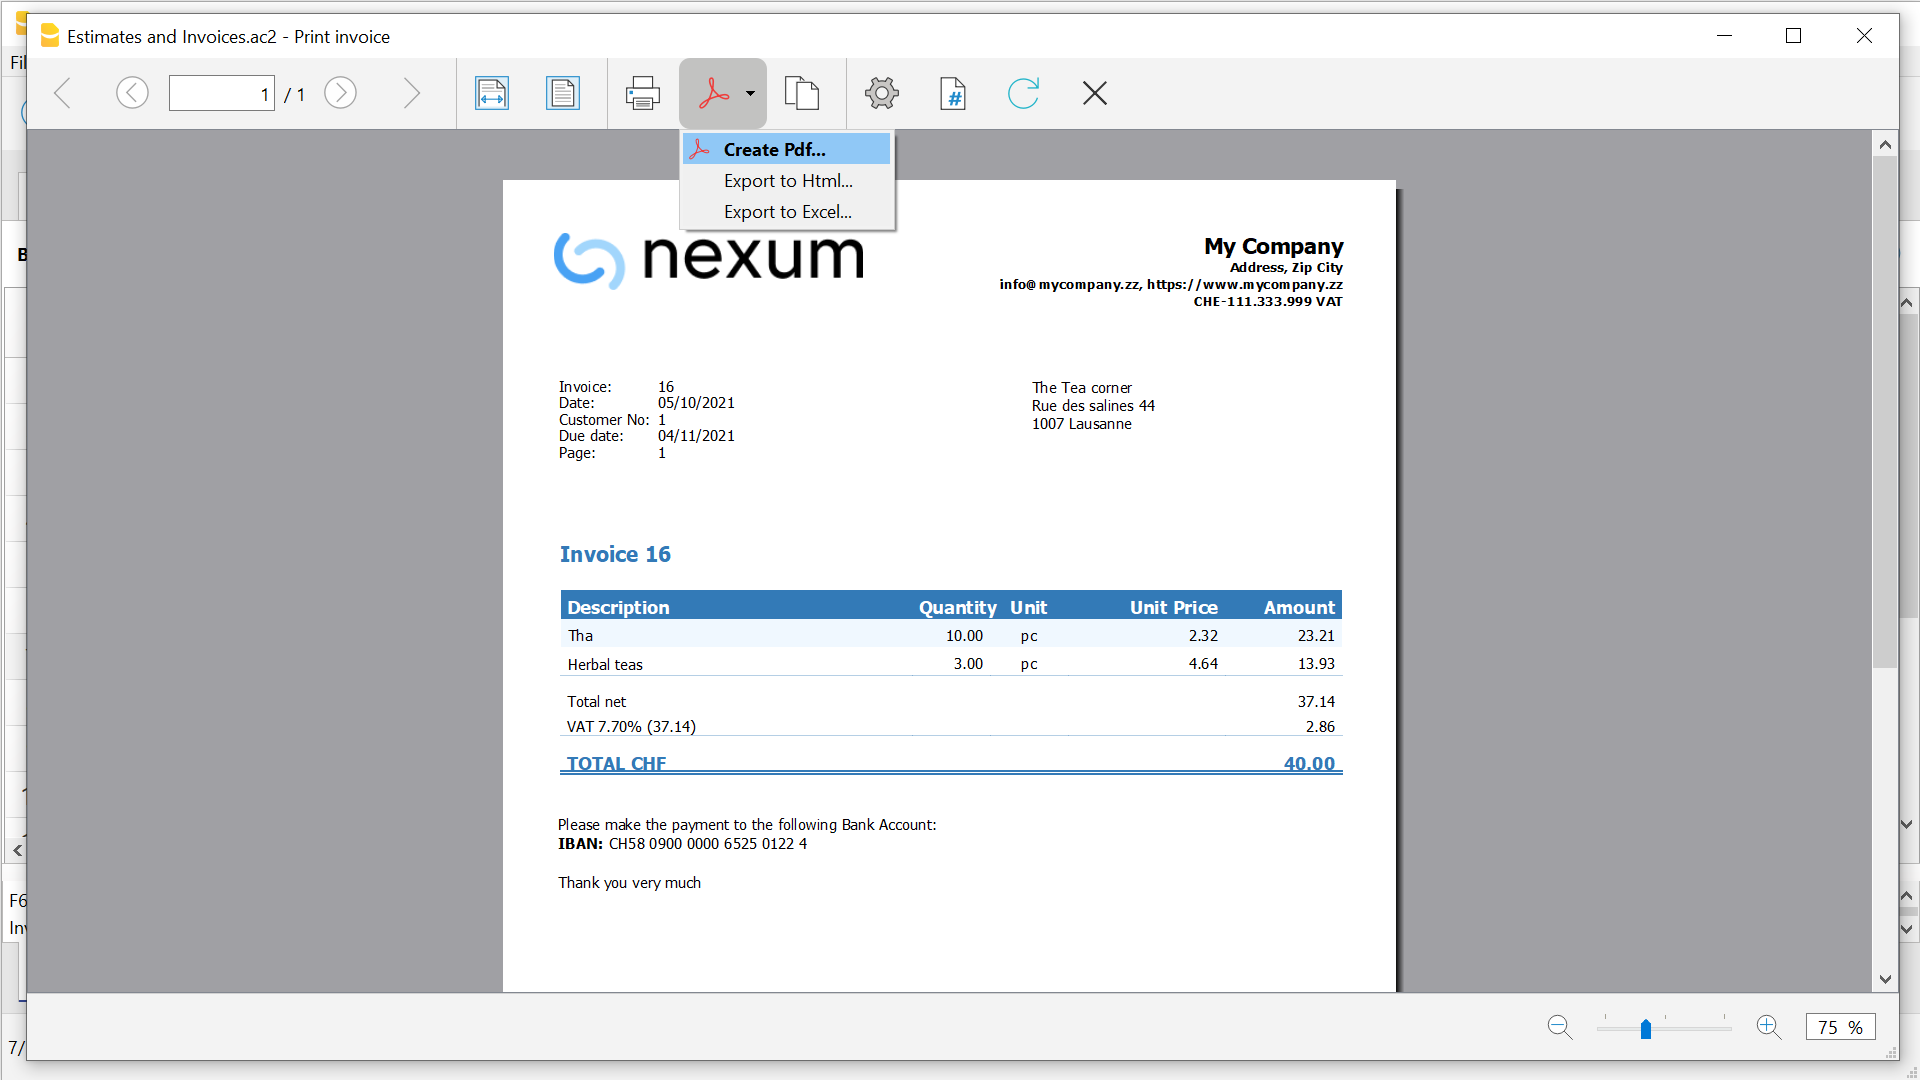 Estimates and Invoices.ac2 - Print invoice
Fil
1 / 1
Create Pdf...
Export to Html...
Export to Excel...
B
nexum
My Company
Address, Zip City
info@mycompany.zz, https://www.mycompany.zz
CHE-111.333.999 VAT
Invoice: 16
Date: 05/10/2021
Customer No: 1
Due date: 04/11/2021
Page: 1
The Tea corner
Rue des salines 44
1007 Lausanne
Invoice 16
Description Quantity Unit Unit Price Amount
Tha 10.00 pc 2.32 23.21
Herbal teas 3.00 pc 4.64 13.93
Total net 37.14
VAT 7.70% (37.14) 2.86
TOTAL CHF 40.00
Please make the payment to the following Bank Account:
IBAN: CH58 0900 0000 6525 0122 4
Thank you very much
F6
Inv
7/
75 %